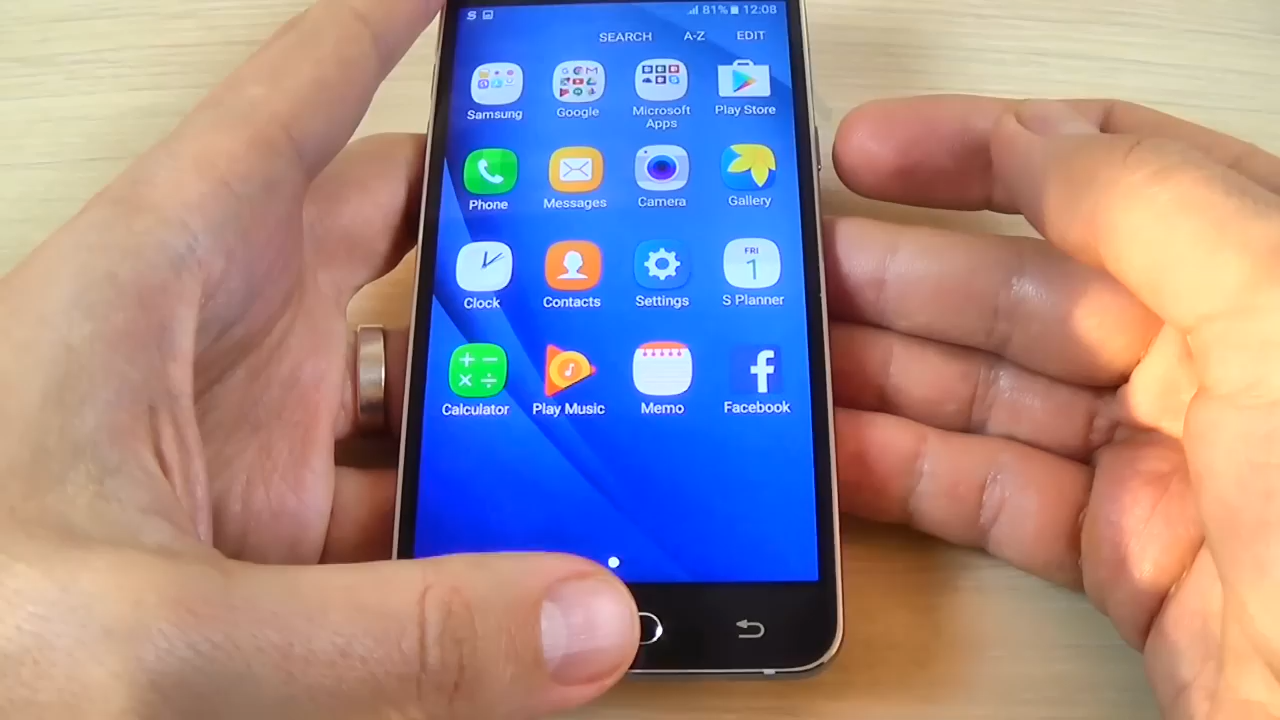 81% 12:08
SEARCH A-Z EDIT
Samsung Google Microsoft Apps Play Store
Phone Messages Camera Gallery
FRI
1
Clock Contacts Settings S Planner
Calculator Play Music Memo Facebook